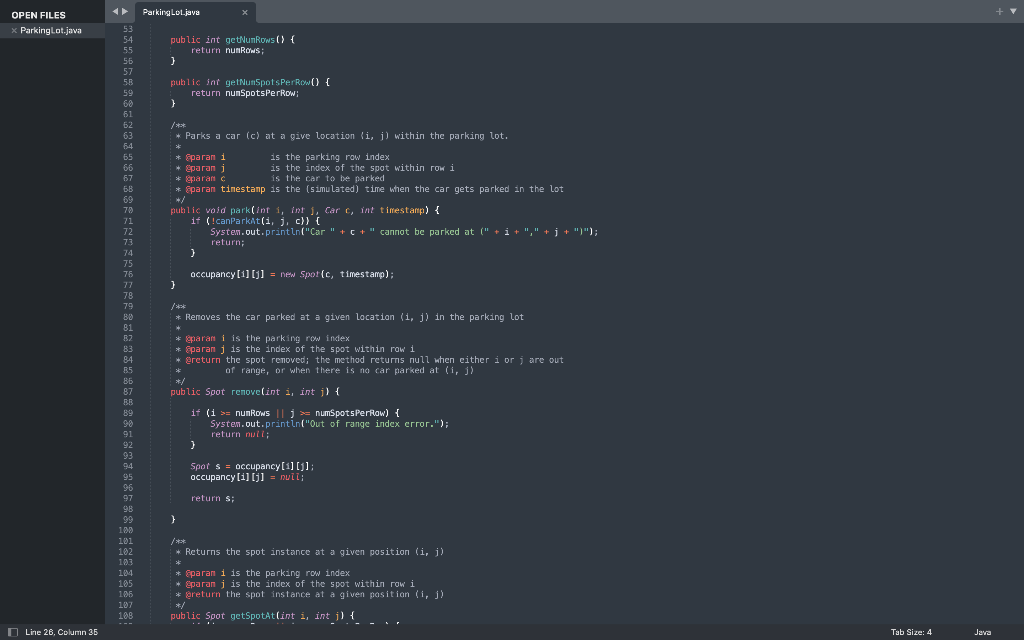 OPEN FILES
× ParkingLot.java
◀ ▶ ParkingLot.java × + ▼
53
54 public int getNumRows() {
55 return numRows;
56 }
57
58 public int getNumSpotsPerRow() {
59 return numSpotsPerRow;
60 }
61
62 /**
63 * Parks a car (c) at a give location (i, j) within the parking lot.
64 *
65 * @param i is the parking row index
66 * @param j is the index of the spot within row i
67 * @param c is the car to be parked
68 * @param timestamp is the (simulated) time when the car gets parked in the lot
69 */
70 public void park(int i, int j, Car c, int timestamp) {
71 if (!canParkAt(i, j, c)) {
72 System.out.println("Car " + c + " cannot be parked at (" + i + "," + j + ")");
73 return;
74 }
75
76 occupancy[i][j] = new Spot(c, timestamp);
77 }
78
79 /**
80 * Removes the car parked at a given location (i, j) in the parking lot
81 *
82 * @param i is the parking row index
83 * @param j is the index of the spot within row i
84 * @return the spot removed; the method returns null when either i or j are out
85 * of range, or when there is no car parked at (i, j)
86 */
87 public Spot remove(int i, int j) {
88
89 if (i >= numRows || j >= numSpotsPerRow) {
90 System.out.println("Out of range index error.");
91 return null;
92 }
93
94 Spot s = occupancy[i][j];
95 occupancy[i][j] = null;
96
97 return s;
98
99 }
100
101 /**
102 * Returns the spot instance at a given position (i, j)
103 *
104 * @param i is the parking row index
105 * @param j is the index of the spot within row i
106 * @return the spot instance at a given position (i, j)
107 */
108 public Spot getSpotAt(int i, int j) {
Line 26, Column 35 Tab Size: 4 Java